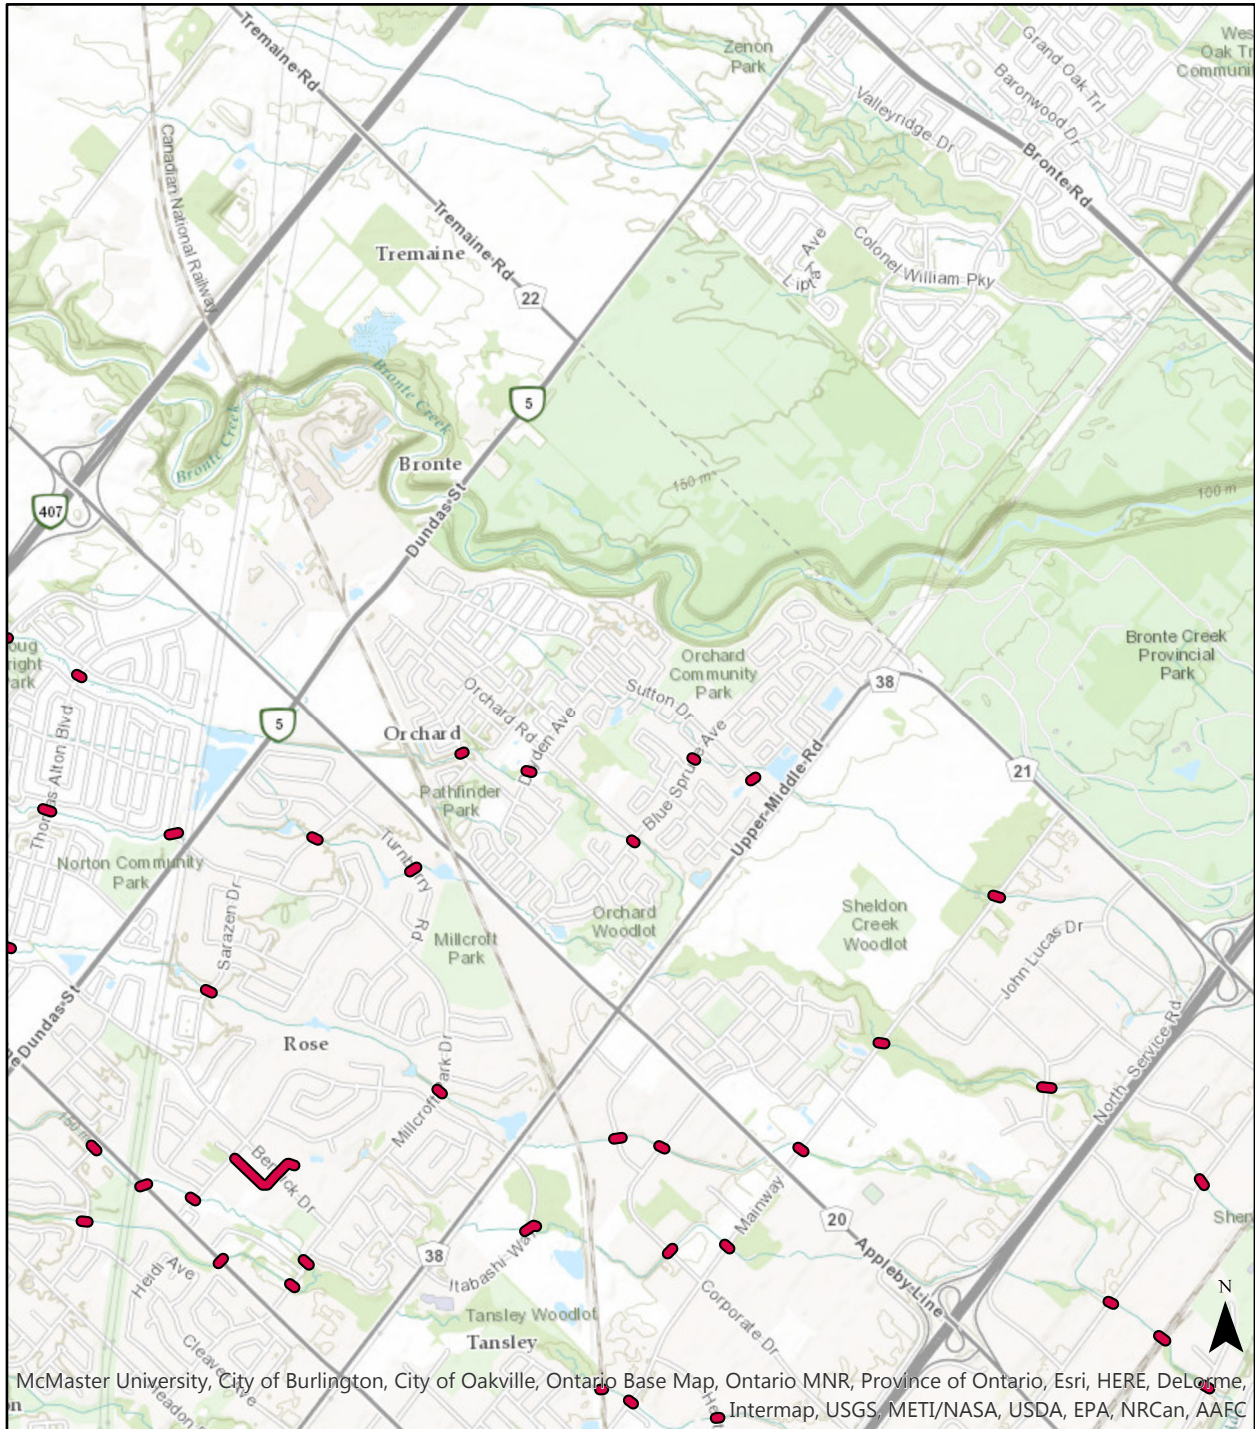 Tremaine Rd
Zenon
Park
Grand Oak Trl
Baronwood Dr
Oak Tr
Communi
Valleyridge Dr
Bronte Rd
Canadian National Railway
Tremaine Rd
Tremaine
22
Colonel William Pky
Ave
5
Bronte Creek
Bronte Creek
Bronte
150 m
100 m
407
Dundas St
Bronte Creek
Provincial
Park
Orchard
Community
Park
38
Sutton Dr
Orchard Rd
5
Orchard
21
Pathfinder
Park
Blue Spruce Ave
Upper Middle Rd
Norton Community
Park
Turnberry
Rd
Sarazen Dr
Millcroft
Park
Orchard
Woodlot
Sheldon
Creek
Woodlot
John Lucas Dr
Dundas St
Rose
North Service Rd
150 m
Millcroft Park Dr
Mainway
20
Appleby Line
38
Heidi Ave
Itabashi Way
Tansley Woodlot
Tansley
Corporate Dr
N
McMaster University, City of Burlington, City of Oakville, Ontario Base Map, Ontario MNR, Province of Ontario, Esri, HERE, DeLorme,
Intermap, USGS, METI/NASA, USDA, EPA, NRCan, AAFC